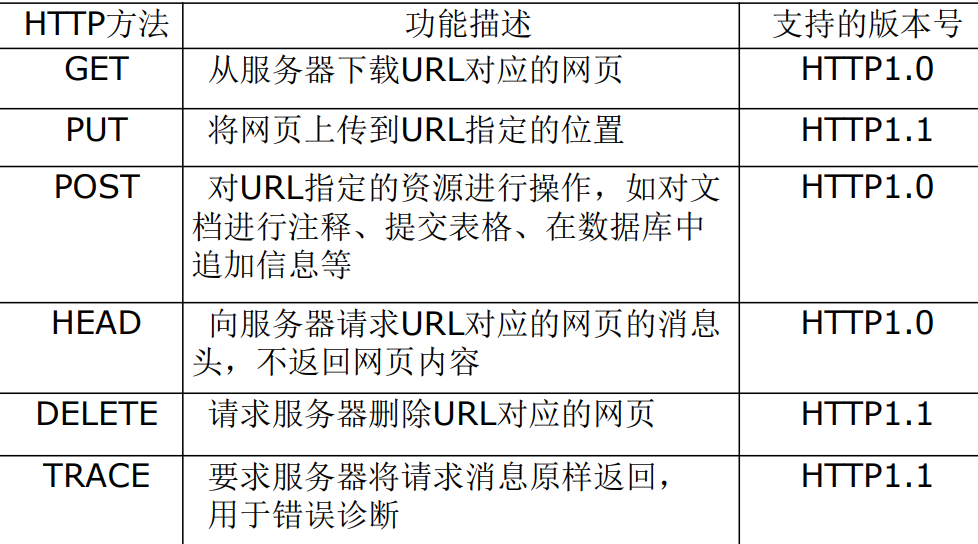 HTTP方法 功能描述 支持的版本号
GET 从服务器下载URL对应的网页 HTTP1.0
PUT 将网页上传到URL指定的位置 HTTP1.1
POST 对URL指定的资源进行操作，如对文 HTTP1.0
档进行注释、提交表格、在数据库中
追加信息等
HEAD 向服务器请求URL对应的网页的消息 HTTP1.0
头，不返回网页内容
DELETE 请求服务器删除URL对应的网页 HTTP1.1
TRACE 要求服务器将请求消息原样返回， HTTP1.1
用于错误诊断